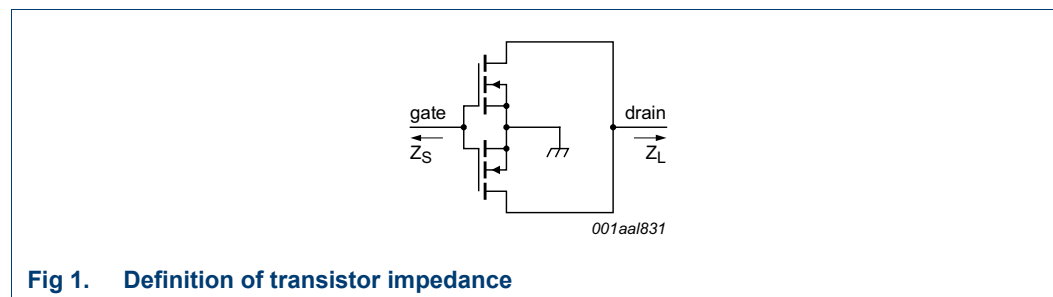 gate
drain
Z_S
Z_L
001aal831
Fig 1. Definition of transistor impedance